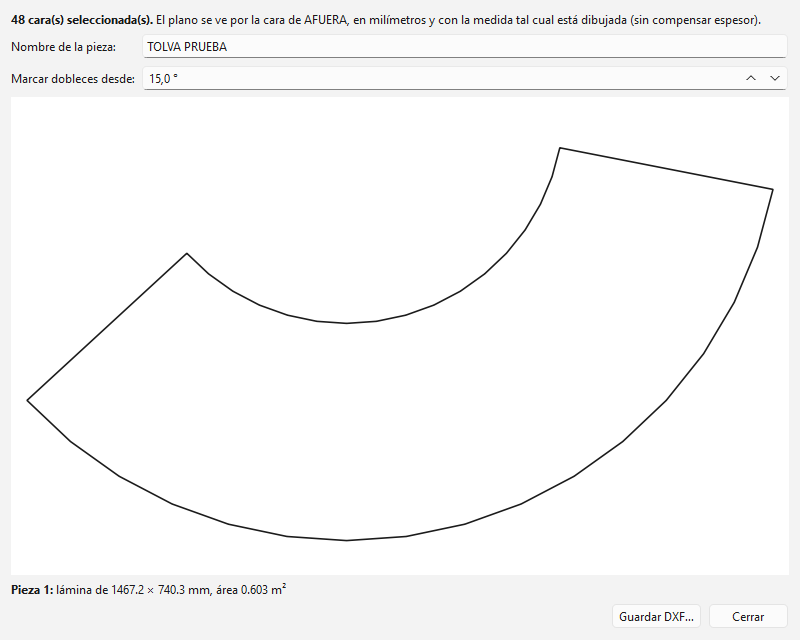 48 cara(s) seleccionada(s). El plano se ve por la cara de AFUERA, en milímetros y con la medida tal cual está dibujada (sin compensar espesor).
Nombre de la pieza: TOLVA PRUEBA
Marcar dobleces desde: 15,0 °
Pieza 1: lámina de 1467.2 × 740.3 mm, área 0.603 m²
Guardar DXF... Cerrar